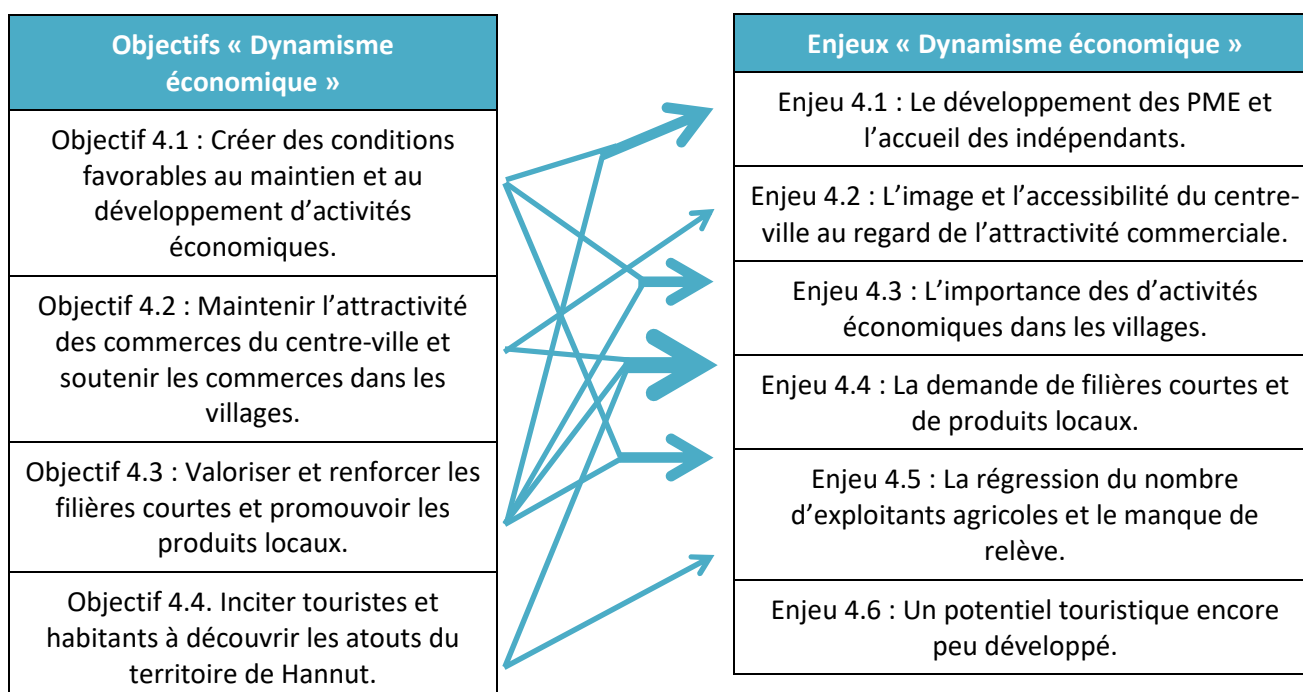 Objectifs « Dynamisme
économique »
Objectif 4.1 : Créer des conditions
favorables au maintien et au
développement d’activités
économiques.
Objectif 4.2 : Maintenir l’attractivité
des commerces du centre-ville et
soutenir les commerces dans les
villages.
Objectif 4.3 : Valoriser et renforcer les
filières courtes et promouvoir les
produits locaux.
Objectif 4.4. Inciter touristes et
habitants à découvrir les atouts du
territoire de Hannut.
Enjeux « Dynamisme économique »
Enjeu 4.1 : Le développement des PME et
l’accueil des indépendants.
Enjeu 4.2 : L’image et l’accessibilité du centre-
ville au regard de l’attractivité commerciale.
Enjeu 4.3 : L’importance des d’activités
économiques dans les villages.
Enjeu 4.4 : La demande de filières courtes et
de produits locaux.
Enjeu 4.5 : La régression du nombre
d’exploitants agricoles et le manque de
relève.
Enjeu 4.6 : Un potentiel touristique encore
peu développé.